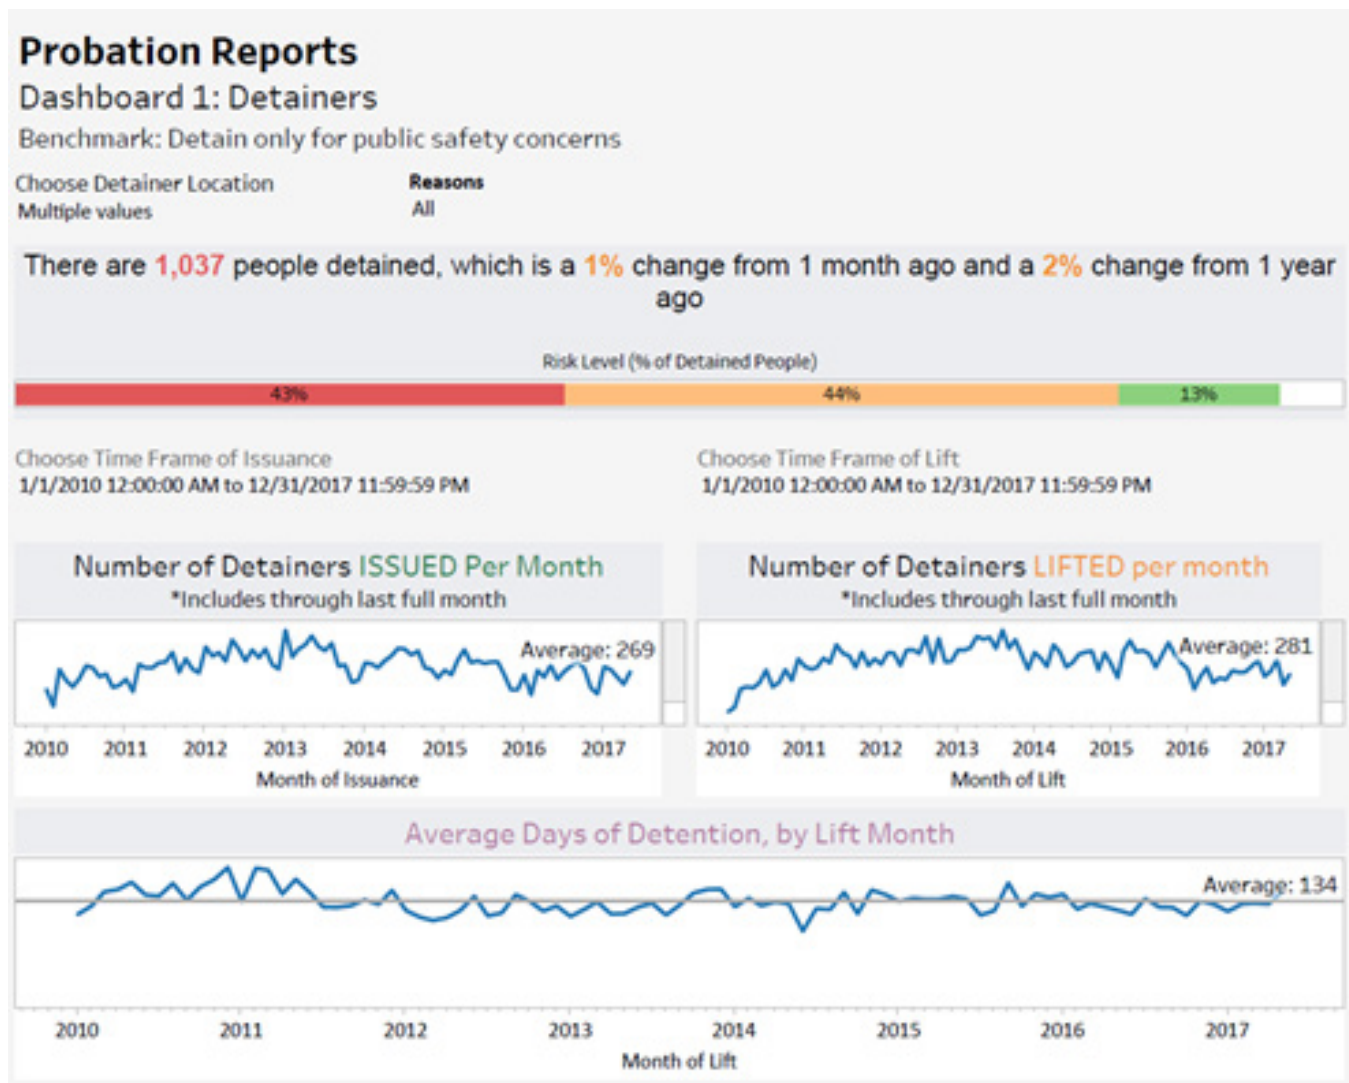 Probation Reports
Dashboard 1: Detainers
Benchmark: Detain only for public safety concerns
Choose Detainer Location
Multiple values
Reasons
All
There are 1,037 people detained, which is a 1% change from 1 month ago and a 2% change from 1 year
ago
Risk Level (% of Detained People)
43% 44% 13%
Choose Time Frame of Issuance
1/1/2010 12:00:00 AM to 12/31/2017 11:59:59 PM
Choose Time Frame of Lift
1/1/2010 12:00:00 AM to 12/31/2017 11:59:59 PM
Number of Detainers ISSUED Per Month
*Includes through last full month
Average: 269
2010 2011 2012 2013 2014 2015 2016 2017
Month of Issuance
Number of Detainers LIFTED per month
*Includes through last full month
Average: 281
2010 2011 2012 2013 2014 2015 2016 2017
Month of Lift
Average Days of Detention, by Lift Month
Average: 134
2010 2011 2012 2013 2014 2015 2016 2017
Month of Lift